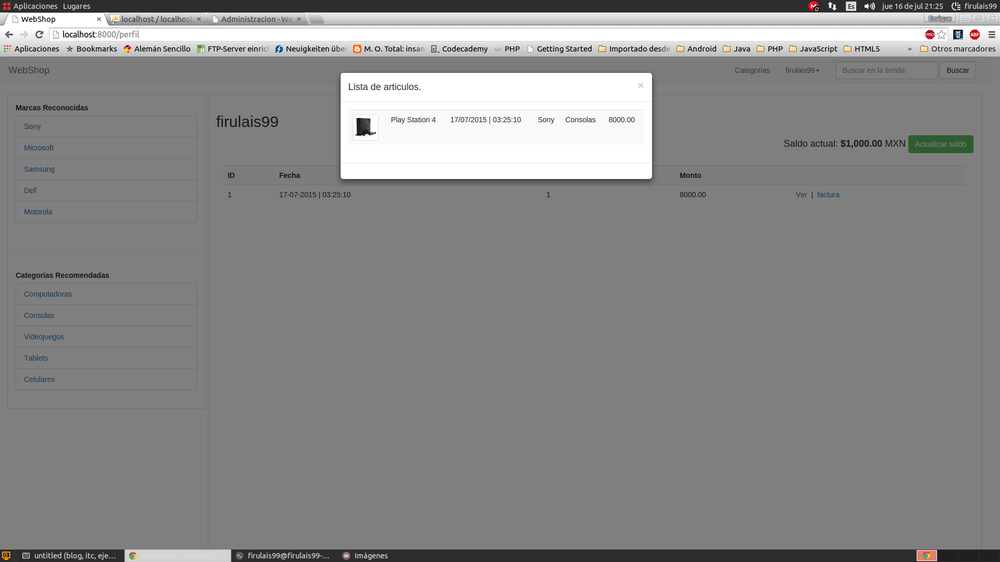 Aplicaciones Lugares
Es jue 16 de jul 21:25 firulais99
WebShop localhost / localhost Administracion - We Enrique
localhost:8000/perfil PRO ABP
Aplicaciones Bookmarks Alemán Sencillo FTP-Server einric Neuigkeiten über M. O. Total: insan Codecademy PHP Getting Started Importado desde Android Java PHP JavaScript HTML5 » Otros marcadores
WebShop Categorias firulais99 Buscar en la tienda Buscar
Lista de articulos. ×
Play Station 4 17/07/2015 | 03:25:10 Sony Consolas 8000.00
Marcas Reconocidas
Sony
Microsoft
Samsung
Dell
Motorola
Categorias Recomendadas
Computadoras
Consolas
Videojuegos
Tablets
Celulares
firulais99
Saldo actual: $1,000.00 MXN Actualizar saldo
ID Fecha Monto
1 17-07-2015 | 03:25:10 1 8000.00 Ver | factura
untitled (blog, itc, eje... WebShop - Google Chr... firulais99@firulais99-... Imágenes